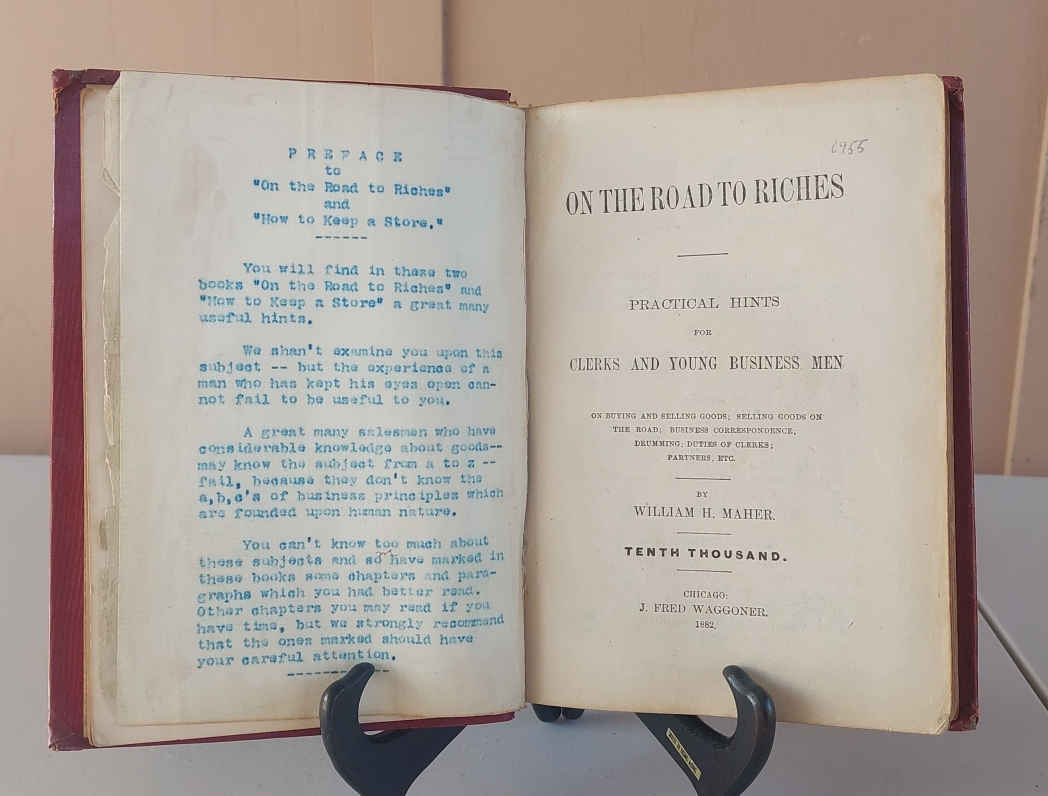 PREFACE
to
"On the Road to Riches"
and
"How to Keep a Store."
------
You will find in these two
books "On the Road to Riches" and
"How to Keep a Store" a great many
useful hints.
We shan't examine you upon this
subject -- but the experience of a
man who has kept his eyes open can-
not fail to be useful to you.
A great many salesmen who have
considerable knowledge about goods--
may know the subject from a to z --
fail, because they don't know the
a,b,c's of business principles which
are founded upon human nature.
You can't know too much about
these subjects and so have marked in
these books some chapters and para-
graphs which you had better read.
Other chapters you may read if you
have time, but we strongly recommend
that the ones marked should have
your careful attention.
------------
ON THE ROAD TO RICHES
PRACTICAL HINTS
FOR
CLERKS AND YOUNG BUSINESS MEN
ON BUYING AND SELLING GOODS; SELLING GOODS ON
THE ROAD; BUSINESS CORRESPONDENCE,
DRUMMING; DUTIES OF CLERKS;
PARTNERS, ETC.
BY
WILLIAM H. MAHER.
TENTH THOUSAND.
CHICAGO:
J. FRED WAGGONER.
1882.